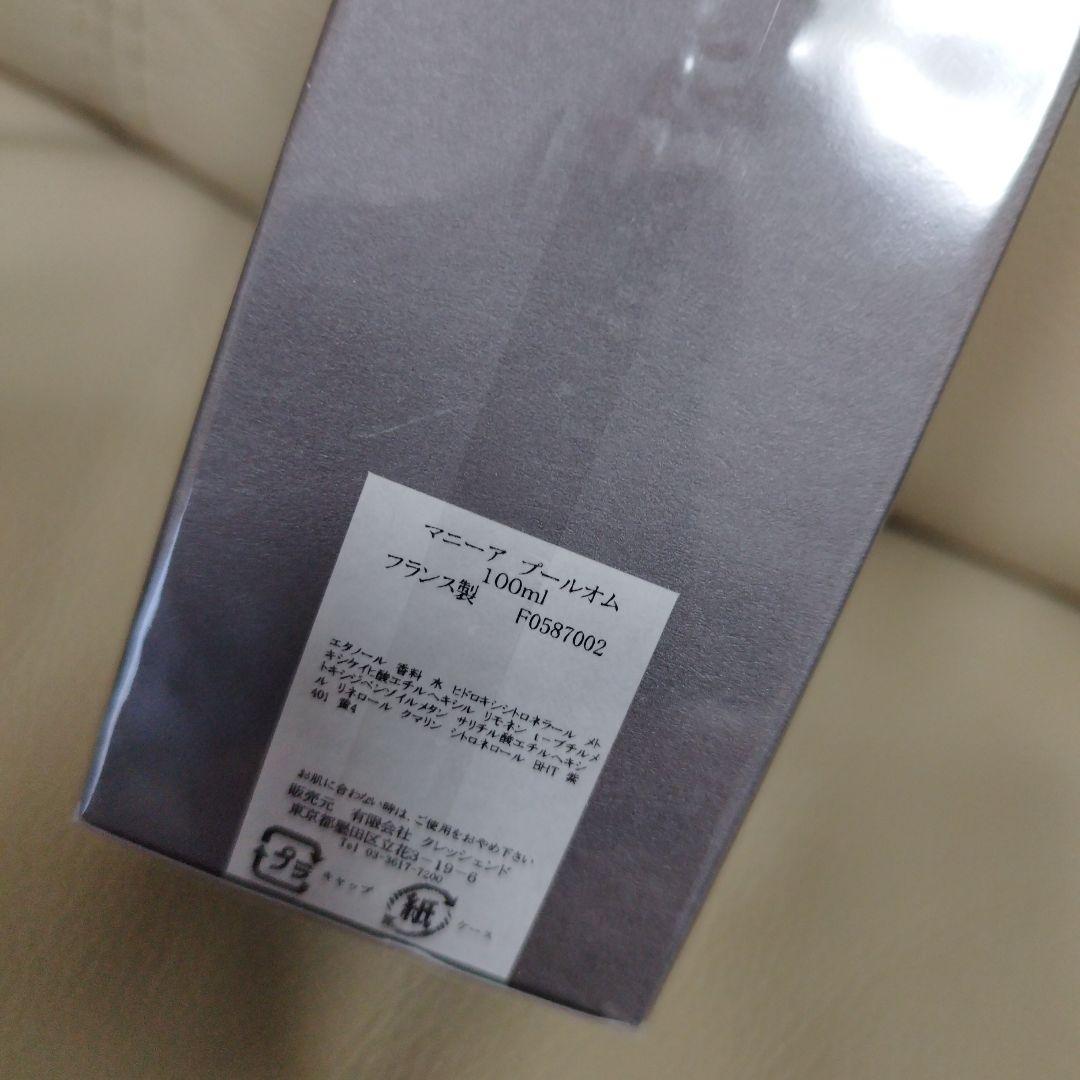 マニーア プールオム
100ml
フランス製 F0587002
エタノール 香料 水 ヒドロキシシトロネラール メト
キシケイヒ酸エチルヘキシル リモネン t-ブチルメ
トキシジベンゾイルメタン サリチル酸エチルヘキシ
ル リネロール クマリン シトロネロール BHT 紫
401 黄4
お肌に合わない時は、ご使用をおやめ下さい
販売元 有限会社 クレッシェンド
東京都墨田区立花3-19-6
Tel 03-3617-7200
プラ キャップ
紙 ケース